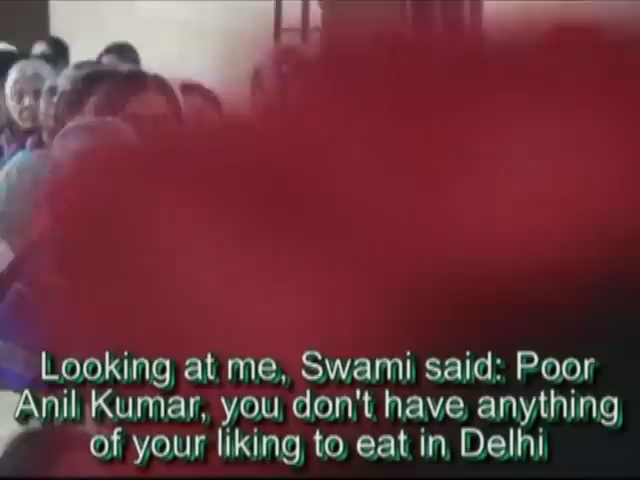 Looking at me, Swami said: Poor
Anil Kumar, you don't have anything
of your liking to eat in Delhi